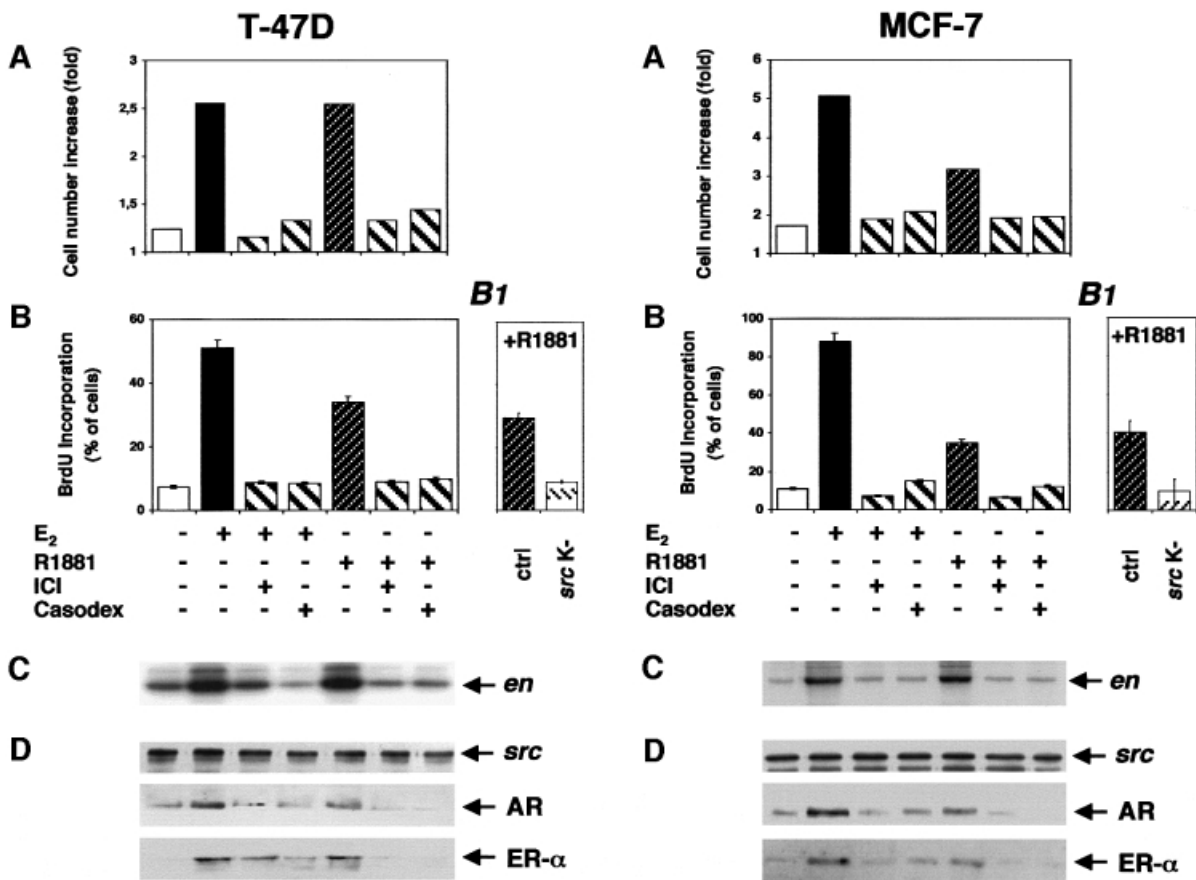 T-47D
A
Cell number increase (fold)
3
2,5
2
1,5
1
B
BrdU Incorporation
(% of cells)
60
40
20
0
B1
+R1881
ctrl
src K-
E2 - + + + - - -
R1881 - - - - + + +
ICI - - + - - + -
Casodex - - - + - - +
C
en
D
src
AR
ER-α
MCF-7
A
Cell number increase (fold)
6
5
4
3
2
1
B
BrdU Incorporation
(% of cells)
100
80
60
40
20
0
B1
+R1881
ctrl
src K-
E2 - + + + - - -
R1881 - - - - + + +
ICI - - + - - + -
Casodex - - - + - - +
C
en
D
src
AR
ER-α